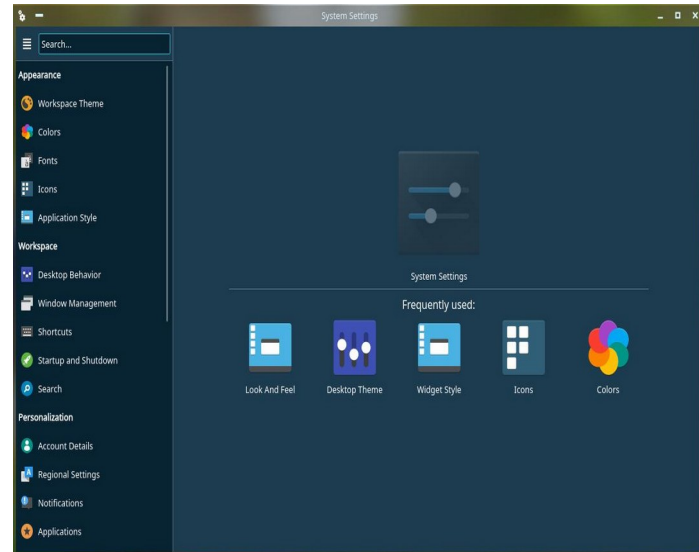 System Settings
Search...
Appearance
Workspace Theme
Colors
Fonts
Icons
Application Style
Workspace
Desktop Behavior
Window Management
Shortcuts
Startup and Shutdown
Search
Personalization
Account Details
Regional Settings
Notifications
Applications
System Settings
Frequently used:
Look And Feel Desktop Theme Widget Style Icons Colors